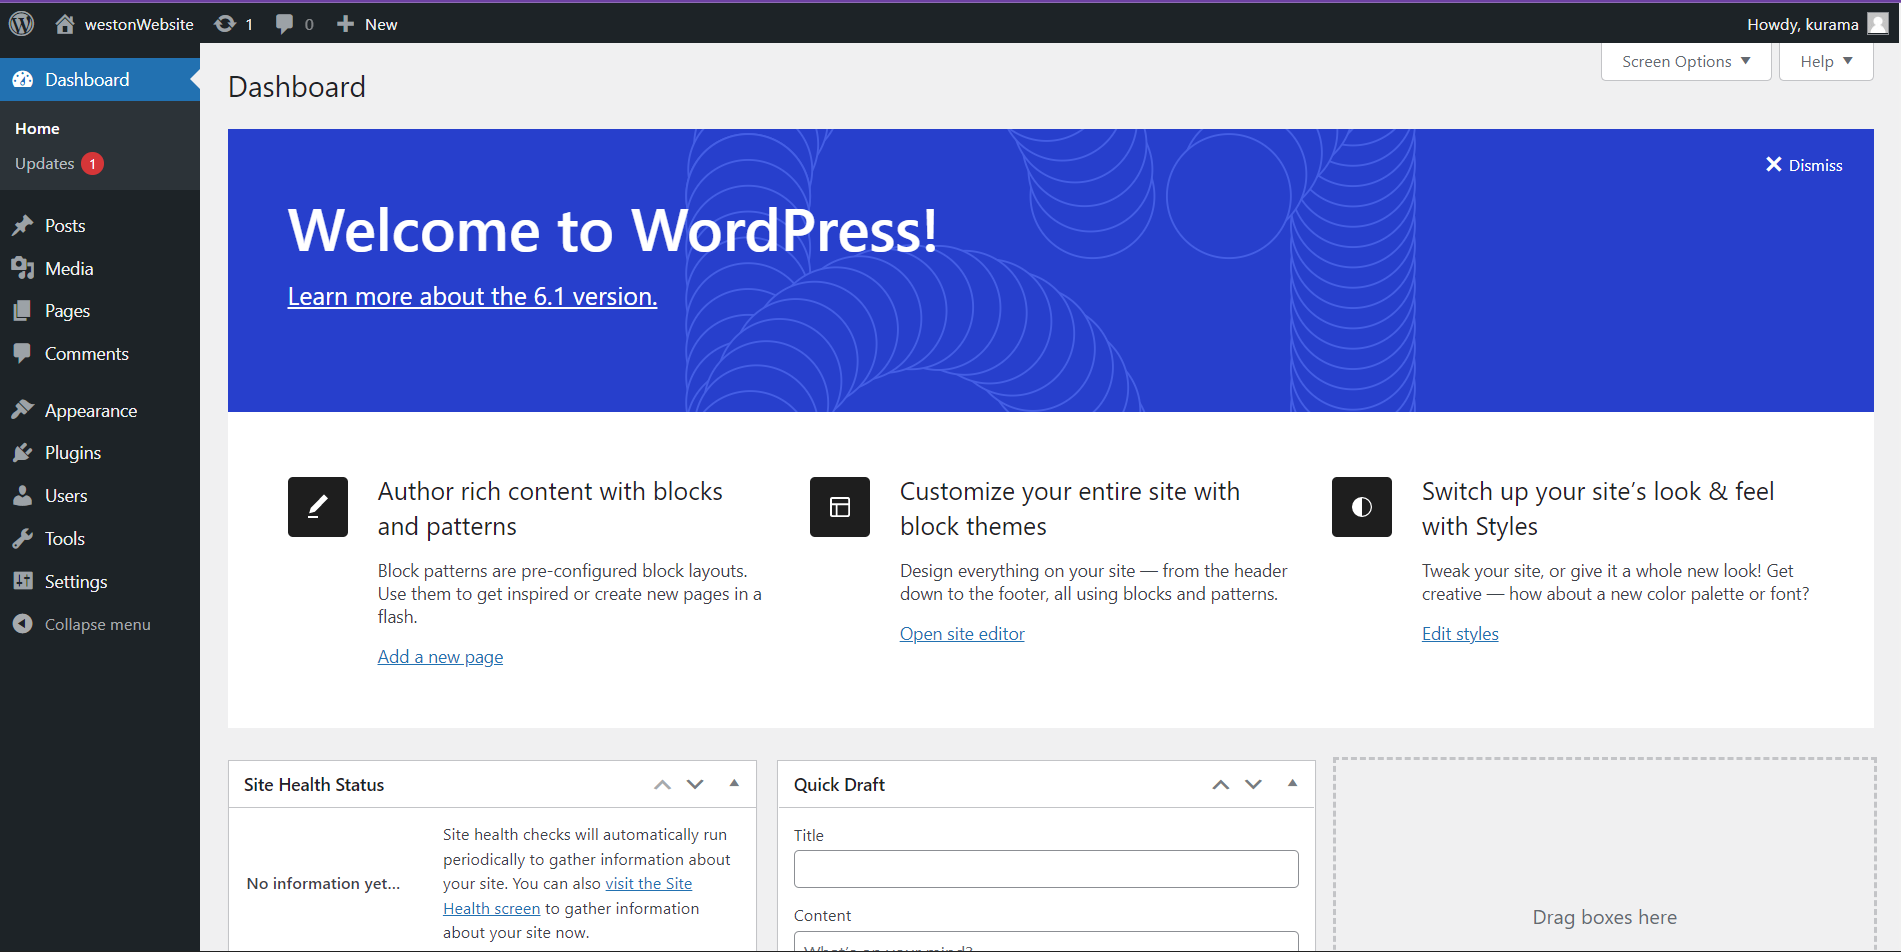 westonWebsite 1 0 New
Howdy, kurama
Dashboard
Home
Updates 1
Posts
Media
Pages
Comments
Appearance
Plugins
Users
Tools
Settings
Collapse menu
Screen Options
Help
Dashboard
Dismiss
Welcome to WordPress!
Learn more about the 6.1 version.
Author rich content with blocks
and patterns
Block patterns are pre-configured block layouts.
Use them to get inspired or create new pages in a
flash.
Add a new page
Customize your entire site with
block themes
Design everything on your site — from the header
down to the footer, all using blocks and patterns.
Open site editor
Switch up your site’s look & feel
with Styles
Tweak your site, or give it a whole new look! Get
creative — how about a new color palette or font?
Edit styles
Site Health Status
No information yet...
Site health checks will automatically run
periodically to gather information about
your site. You can also visit the Site
Health screen to gather information
about your site now.
Quick Draft
Title
Content
What’s on your mind?
Drag boxes here